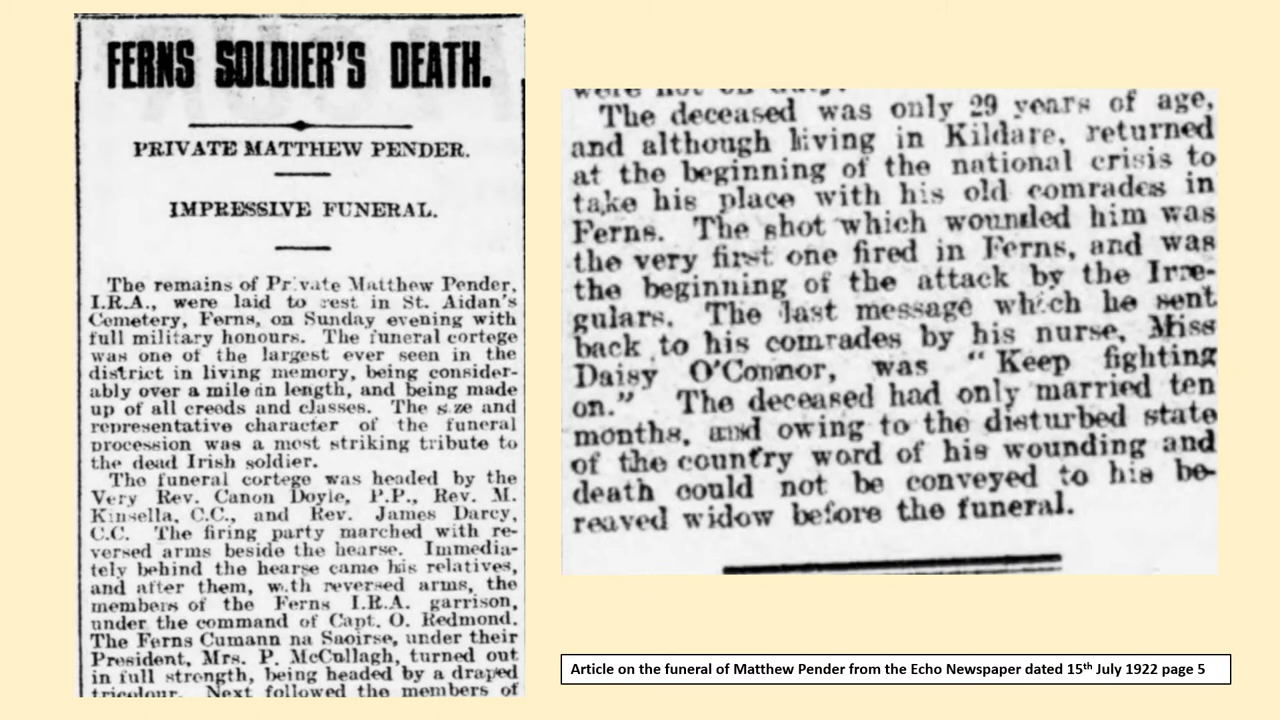 FERNS SOLDIER'S DEATH.
PRIVATE MATTHEW PENDER.
IMPRESSIVE FUNERAL.
The remains of Private Matthew Pender,
I.R.A., were laid to rest in St. Aidan's
Cemetery, Ferns, on Sunday evening with
full military honours. The funeral cortege
was one of the largest ever seen in the
district in living memory, being consider-
ably over a mile in length, and being made
up of all creeds and classes. The size and
representative character of the funeral
procession was a most striking tribute to
the dead Irish soldier.
The funeral cortege was headed by the
Very Rev. Canon Doyle, P.P., Rev. M.
Kinsella, C.C., and Rev. James Darcy,
C.C. The firing party marched with re-
versed arms beside the hearse. Immedia-
tely behind the hearse came his relatives,
and after them, with reversed arms, the
members of the Ferns I.R.A. garrison,
under the command of Capt. O. Redmond.
The Ferns Cumann na Saoirse, under their
President, Mrs. P. McCullagh, turned out
in full strength, being headed by a draped
tricolour. Next followed the members of
were not on duty.
The deceased was only 29 years of age,
and although living in Kildare, returned
at the beginning of the national crisis to
take his place with his old comrades in
Ferns. The shot which wounded him was
the very first one fired in Ferns, and was
the beginning of the attack by the Irre-
gulars. The last message which he sent
back to his comrades by his nurse, Miss
Daisy O'Connor, was "Keep fighting
on." The deceased had only married ten
months, and owing to the disturbed state
of the country word of his wounding and
death could not be conveyed to his be-
reaved widow before the funeral.
Article on the funeral of Matthew Pender from the Echo Newspaper dated 15th July 1922 page 5